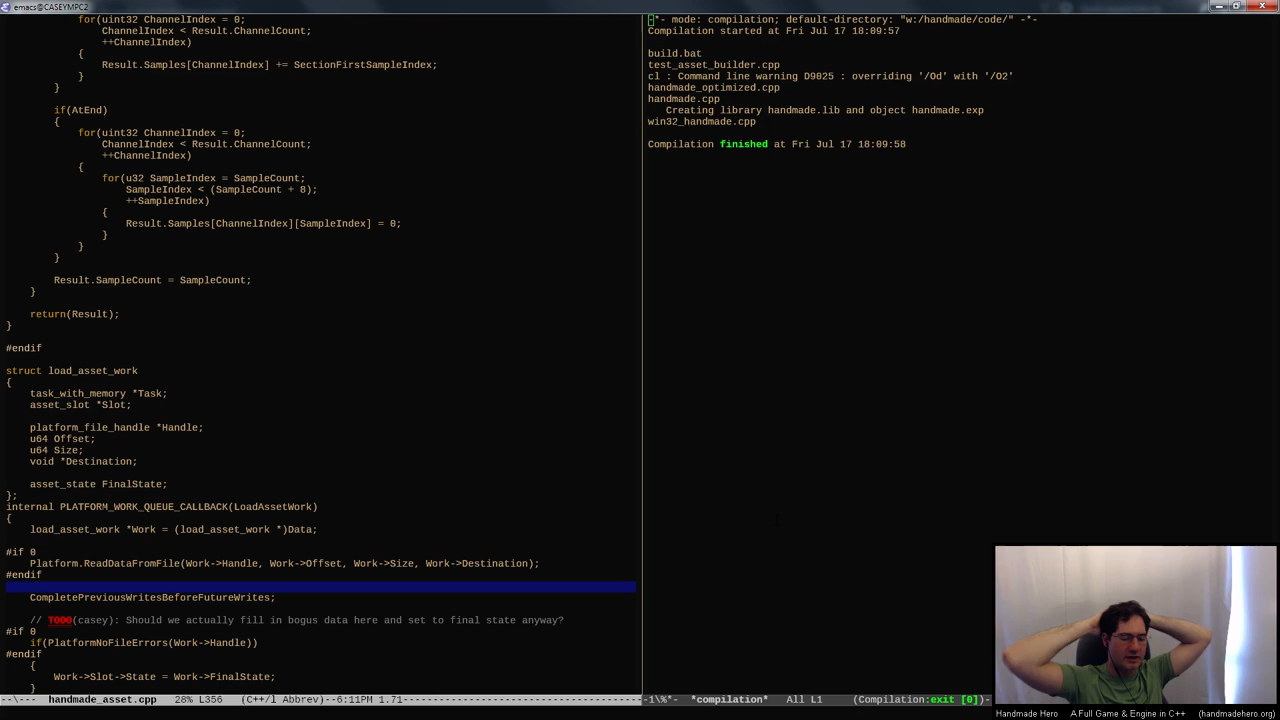 emacs@CASEYMPC2
for(uint32 ChannelIndex = 0;
ChannelIndex < Result.ChannelCount;
++ChannelIndex)
{
Result.Samples[ChannelIndex] += SectionFirstSampleIndex;
}
}
if(AtEnd)
{
for(uint32 ChannelIndex = 0;
ChannelIndex < Result.ChannelCount;
++ChannelIndex)
{
for(u32 SampleIndex = SampleCount;
SampleIndex < (SampleCount + 8);
++SampleIndex)
{
Result.Samples[ChannelIndex][SampleIndex] = 0;
}
}
}
Result.SampleCount = SampleCount;
}
return(Result);
}
#endif
struct load_asset_work
{
task_with_memory *Task;
asset_slot *Slot;
platform_file_handle *Handle;
u64 Offset;
u64 Size;
void *Destination;
asset_state FinalState;
};
internal PLATFORM_WORK_QUEUE_CALLBACK(LoadAssetWork)
{
load_asset_work *Work = (load_asset_work *)Data;
#if 0
Platform.ReadDataFromFile(Work->Handle, Work->Offset, Work->Size, Work->Destination);
#endif
CompletePreviousWritesBeforeFutureWrites;
// TODO(casey): Should we actually fill in bogus data here and set to final state anyway?
#if 0
if(PlatformNoFileErrors(Work->Handle))
#endif
{
Work->Slot->State = Work->FinalState;
}
--\---  handmade_asset.cpp   28% L356   (C++/l Abbrev)--6:11PM 1.71
-*- mode: compilation; default-directory: "w:/handmade/code/" -*-
Compilation started at Fri Jul 17 18:09:57
build.bat
test_asset_builder.cpp
cl : Command line warning D9025 : overriding '/Od' with '/O2'
handmade_optimized.cpp
handmade.cpp
Creating library handmade.lib and object handmade.exp
win32_handmade.cpp
Compilation finished at Fri Jul 17 18:09:58
-1\%*-  *compilation*   All L1     (Compilation:exit [0])-
Handmade Hero   A Full Game & Engine in C++   (handmadehero.org)